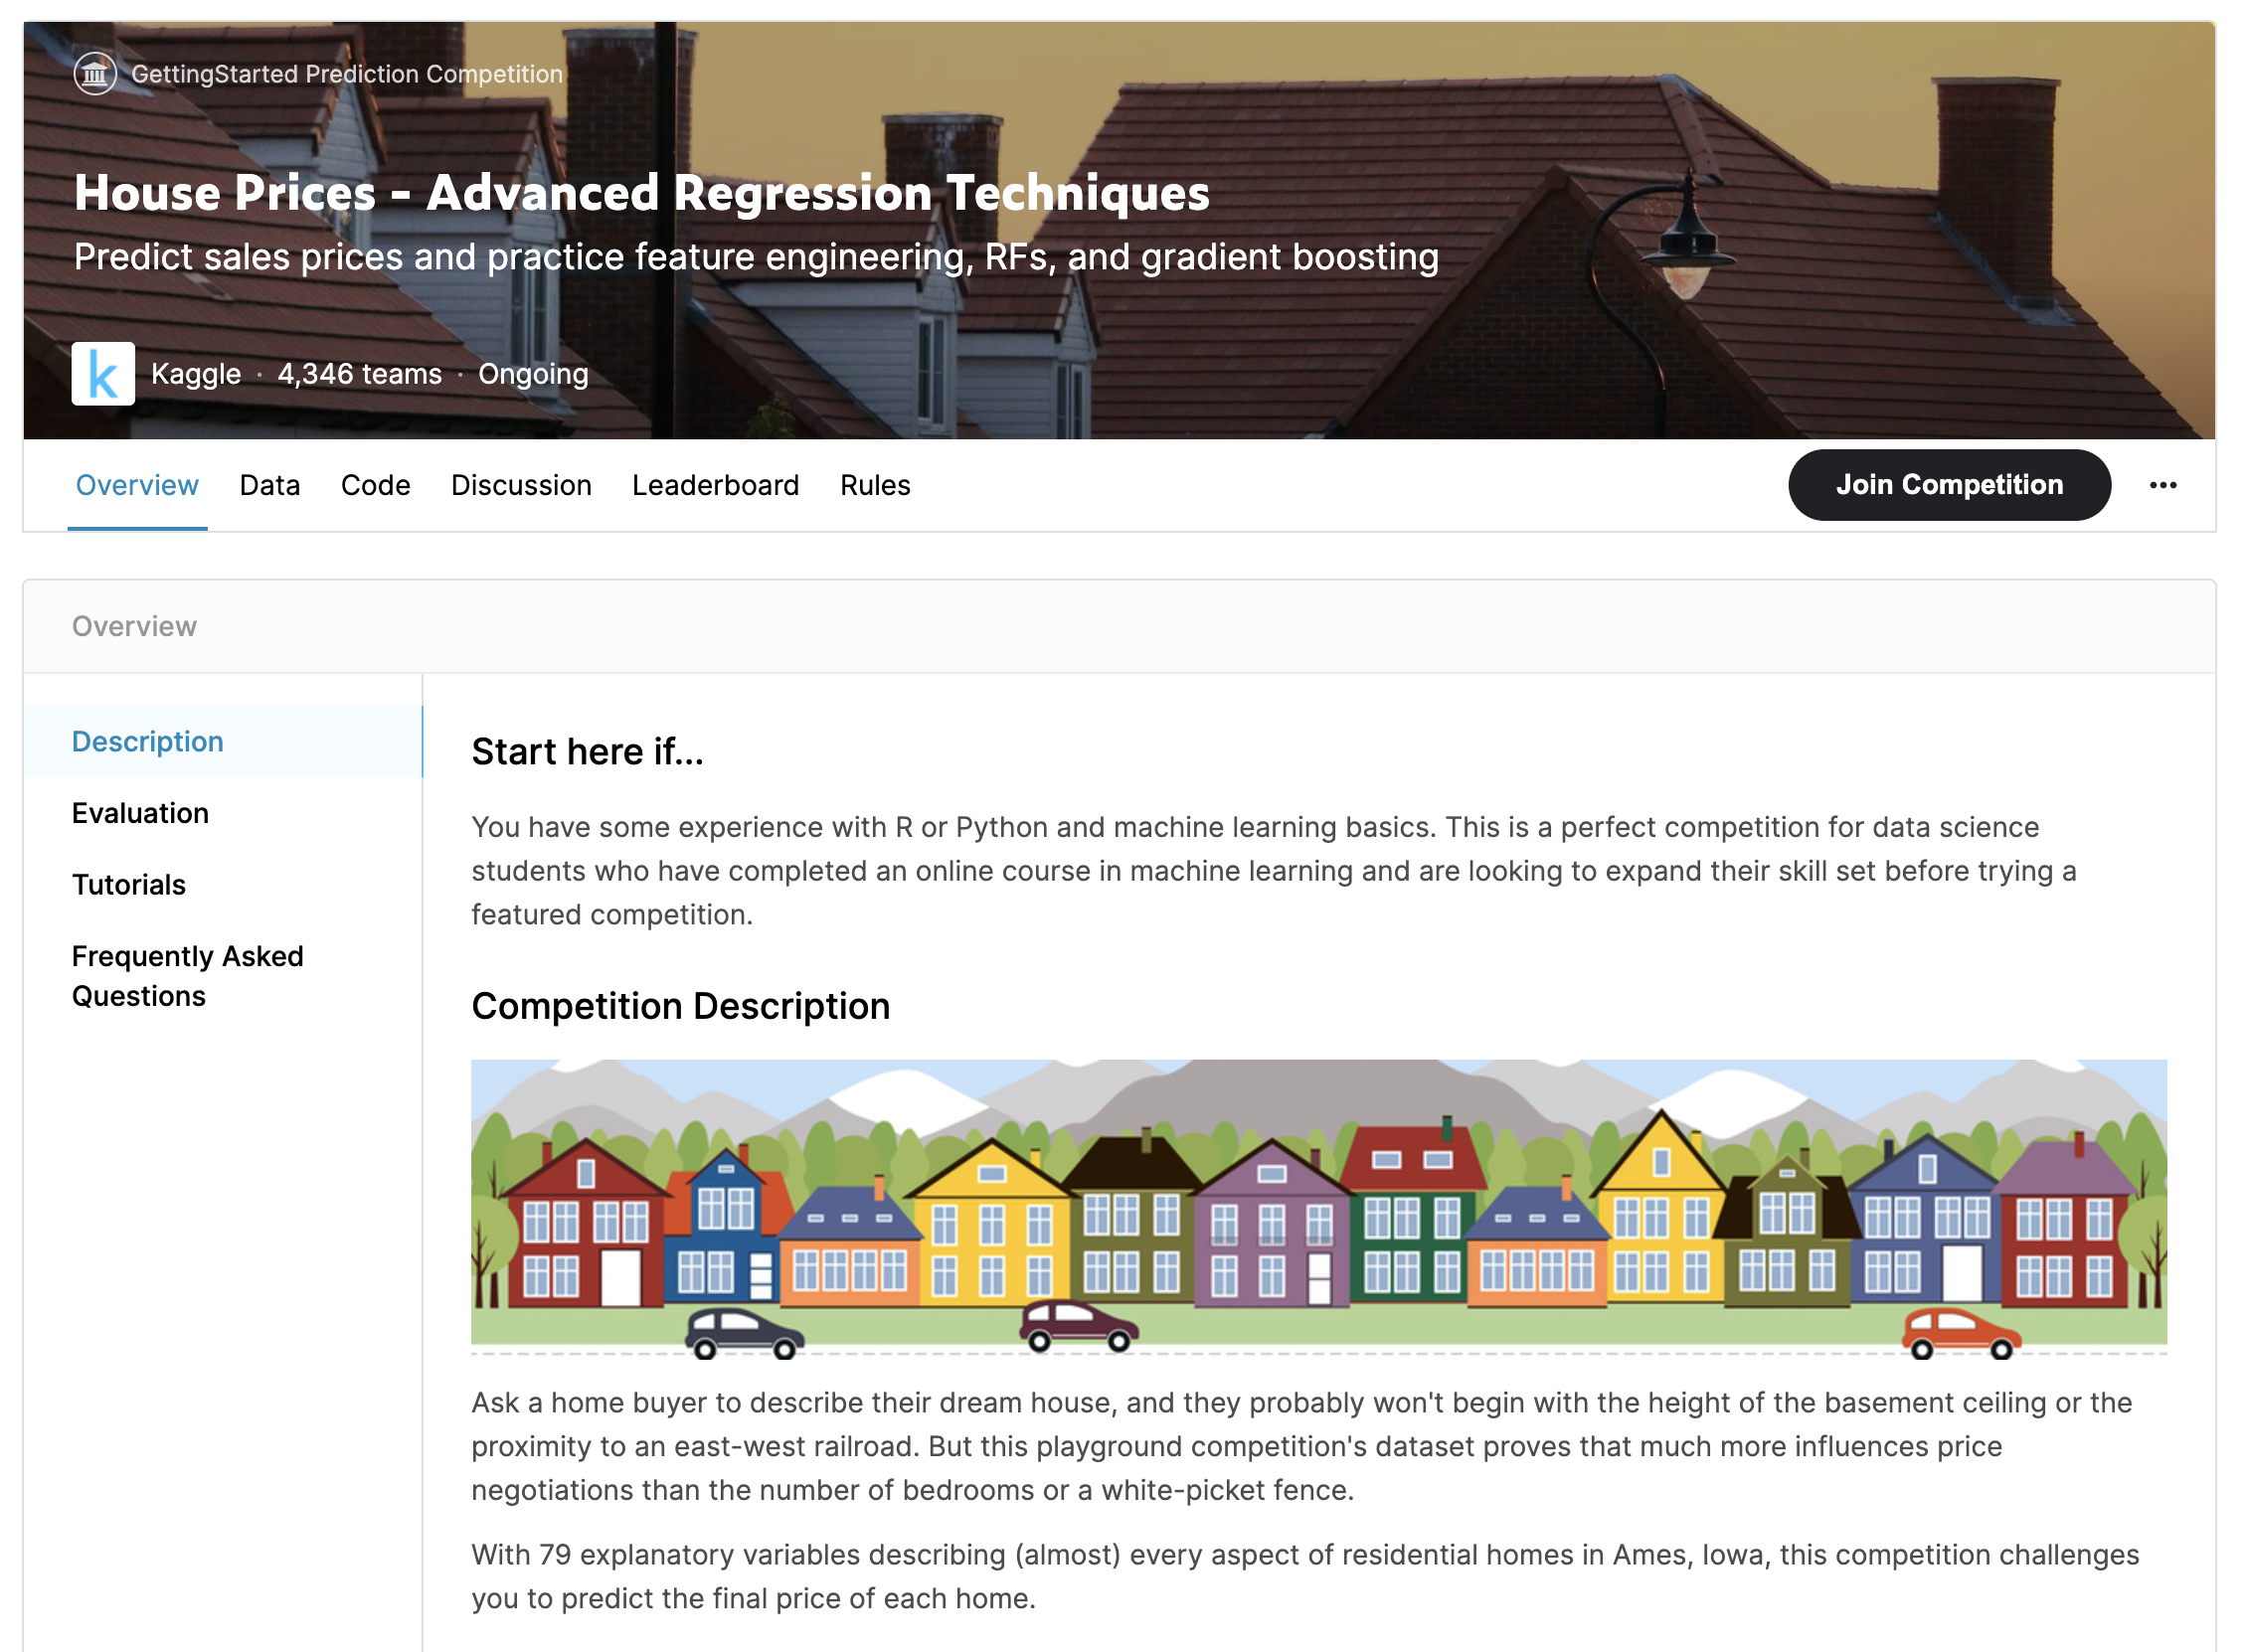 GettingStarted Prediction Competition
House Prices - Advanced Regression Techniques
Predict sales prices and practice feature engineering, RFs, and gradient boosting
k
Kaggle · 4,346 teams · Ongoing
Overview Data Code Discussion Leaderboard Rules Join Competition ...
Overview
Description
Evaluation
Tutorials
Frequently Asked
Questions
Start here if...
You have some experience with R or Python and machine learning basics. This is a perfect competition for data science
students who have completed an online course in machine learning and are looking to expand their skill set before trying a
featured competition.
Competition Description
Ask a home buyer to describe their dream house, and they probably won't begin with the height of the basement ceiling or the
proximity to an east-west railroad. But this playground competition's dataset proves that much more influences price
negotiations than the number of bedrooms or a white-picket fence.
With 79 explanatory variables describing (almost) every aspect of residential homes in Ames, Iowa, this competition challenges
you to predict the final price of each home.